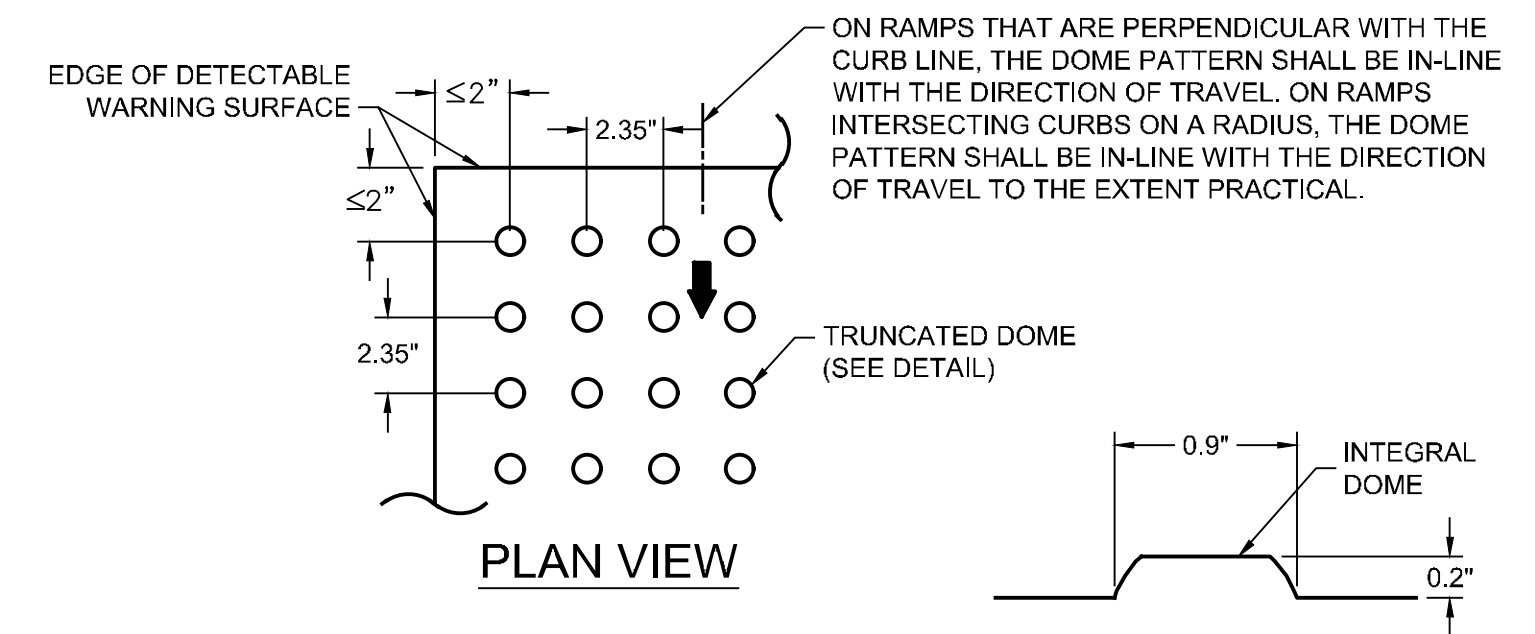 ON RAMPS THAT ARE PERPENDICULAR WITH THE
CURB LINE, THE DOME PATTERN SHALL BE IN-LINE
WITH THE DIRECTION OF TRAVEL. ON RAMPS
INTERSECTING CURBS ON A RADIUS, THE DOME
PATTERN SHALL BE IN-LINE WITH THE DIRECTION
OF TRAVEL TO THE EXTENT PRACTICAL.
EDGE OF DETECTABLE
WARNING SURFACE
≤2”
2.35"
≤2”
2.35"
TRUNCATED DOME
(SEE DETAIL)
PLAN VIEW
0.9"
INTEGRAL
DOME
0.2"